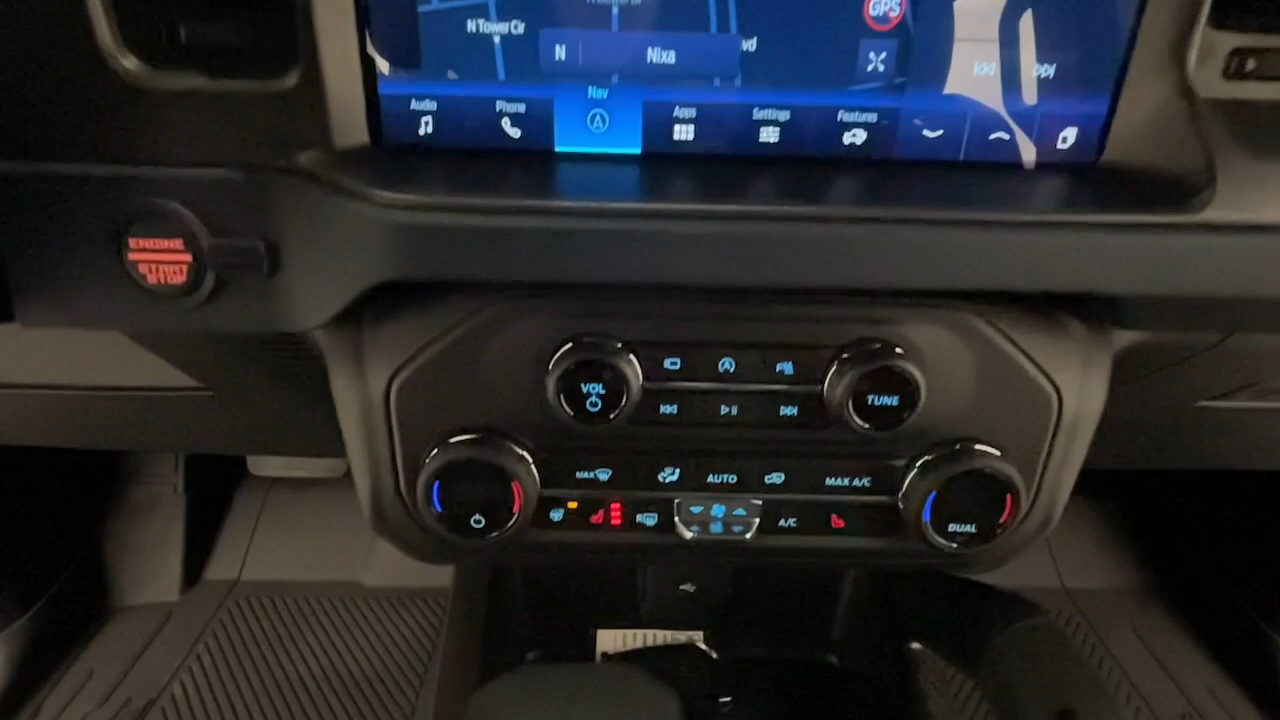 N Tower Cir
GPS
N
Nixa
vd
Audio
Phone
Nav
Apps
Settings
Features
ENGINE
START
STOP
VOL
TUNE
MAX
AUTO
MAX A/C
R
A/C
DUAL